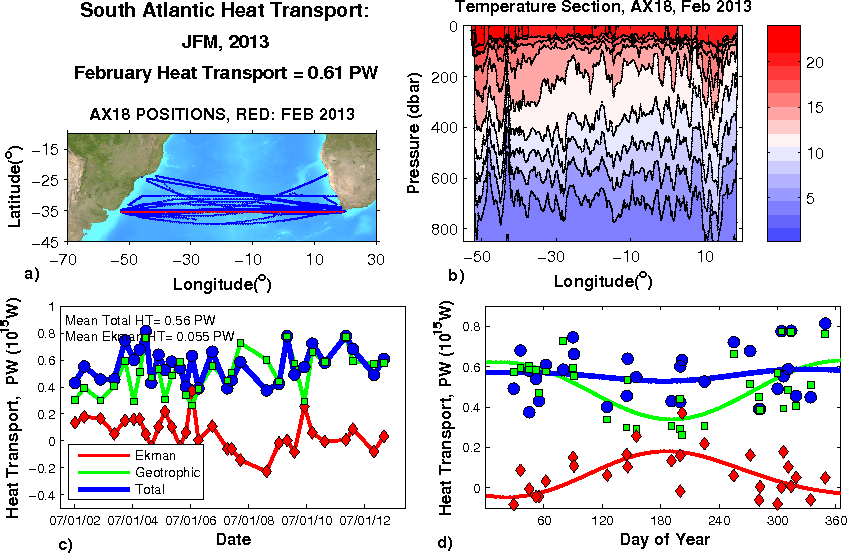 South Atlantic Heat Transport:
JFM, 2013
February Heat Transport = 0.61 PW
AX18 POSITIONS, RED: FEB 2013
Latitude(°)
−15
−25
−35
−45
−70
−50
−30
−10
10
30
Longitude(°)
a)
Temperature Section, AX18, Feb 2013
Pressure (dbar)
0
200
400
600
800
−50
−30
−10
10
Longitude(°)
b)
20
15
10
5
Heat Transport, PW (10¹⁵W)
Mean Total HT= 0.56 PW
Mean Ekman HT= 0.055 PW
0.8
0.6
0.4
0.2
0
−0.2
−0.4
Ekman
Geotrophic
Total
07/01/02
07/01/04
07/01/06
07/01/08
07/01/10
07/01/12
Date
c)
Heat Transport, PW (10¹⁵W)
0.8
0.6
0.4
0.2
0
60
120
180
240
300
360
Day of Year
d)